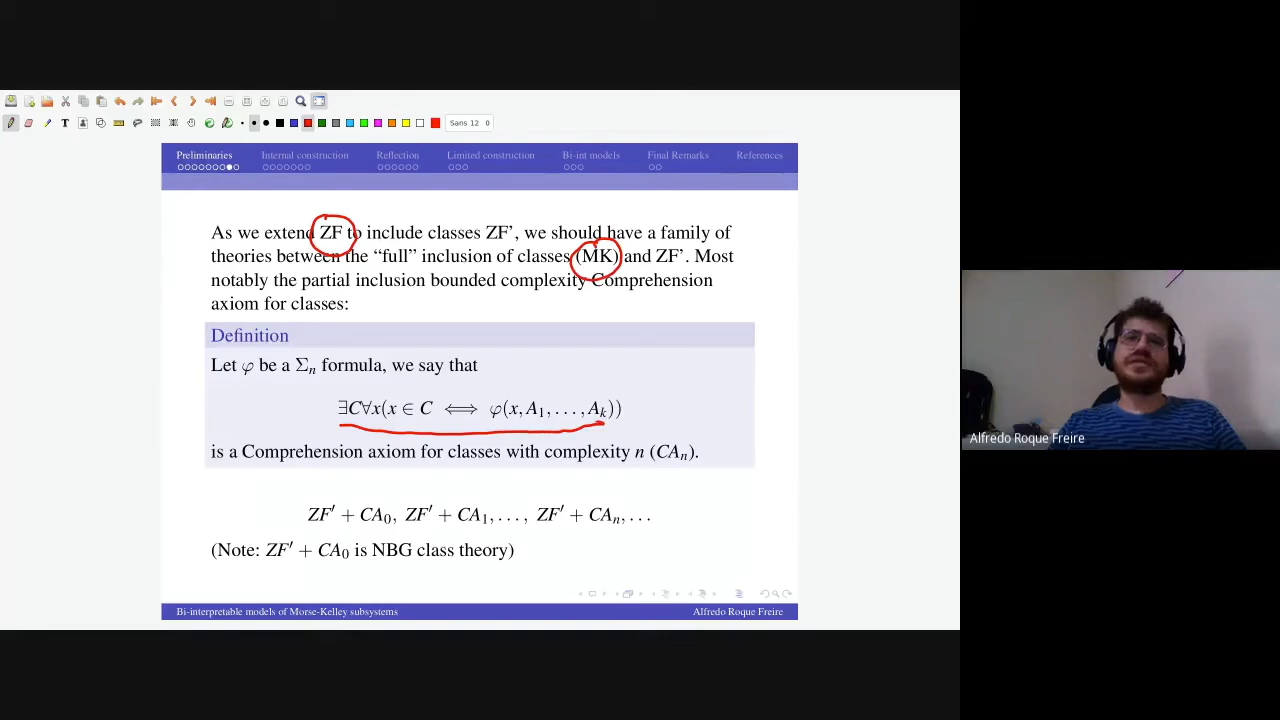 Sans 12 0
Preliminaries Internal construction Reflection Limited construction Bi-int models Final Remarks References
As we extend ZF to include classes ZF’, we should have a family of
theories between the “full” inclusion of classes (MK) and ZF’. Most
notably the partial inclusion bounded complexity Comprehension
axiom for classes:
Definition
Let φ be a Σₙ formula, we say that
∃C∀x(x ∈ C ⟺ φ(x, A₁, . . . , Aₖ))
is a Comprehension axiom for classes with complexity n (CAₙ).
ZF′ + CA₀, ZF′ + CA₁, . . . , ZF′ + CAₙ, . . .
(Note: ZF′ + CA₀ is NBG class theory)
Bi-interpretable models of Morse-Kelley subsystems Alfredo Roque Freire
Alfredo Roque Freire